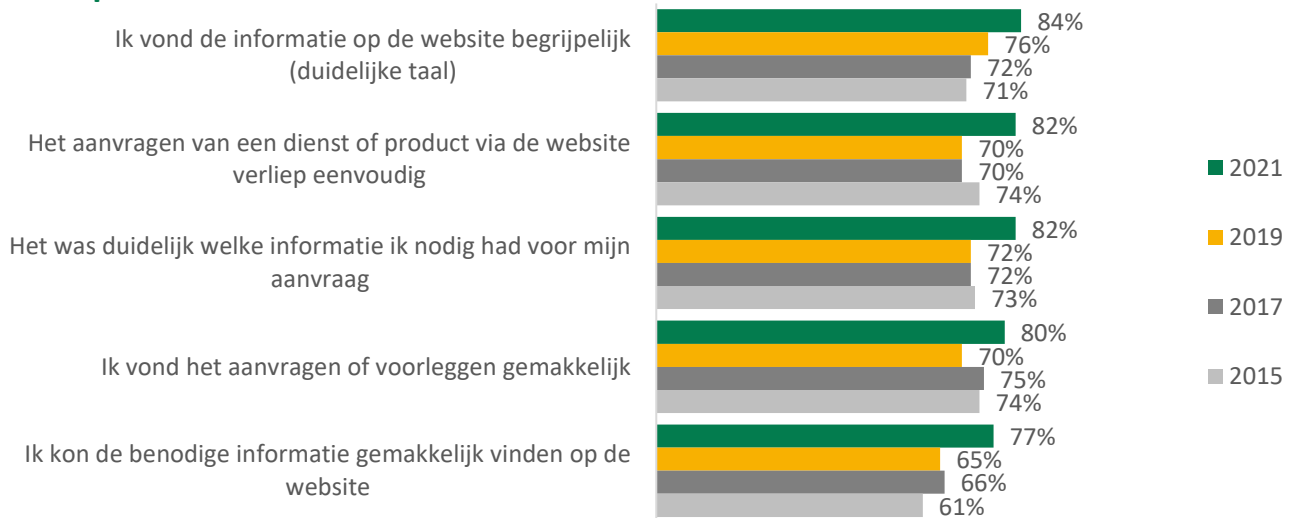 Ik vond de informatie op de website begrijpelijk
(duidelijke taal)
84%
76%
72%
71%
Het aanvragen van een dienst of product via de website
verliep eenvoudig
82%
70%
70%
74%
Het was duidelijk welke informatie ik nodig had voor mijn
aanvraag
82%
72%
72%
73%
Ik vond het aanvragen of voorleggen gemakkelijk
80%
70%
75%
74%
Ik kon de benodige informatie gemakkelijk vinden op de
website
77%
65%
66%
61%
2021
2019
2017
2015